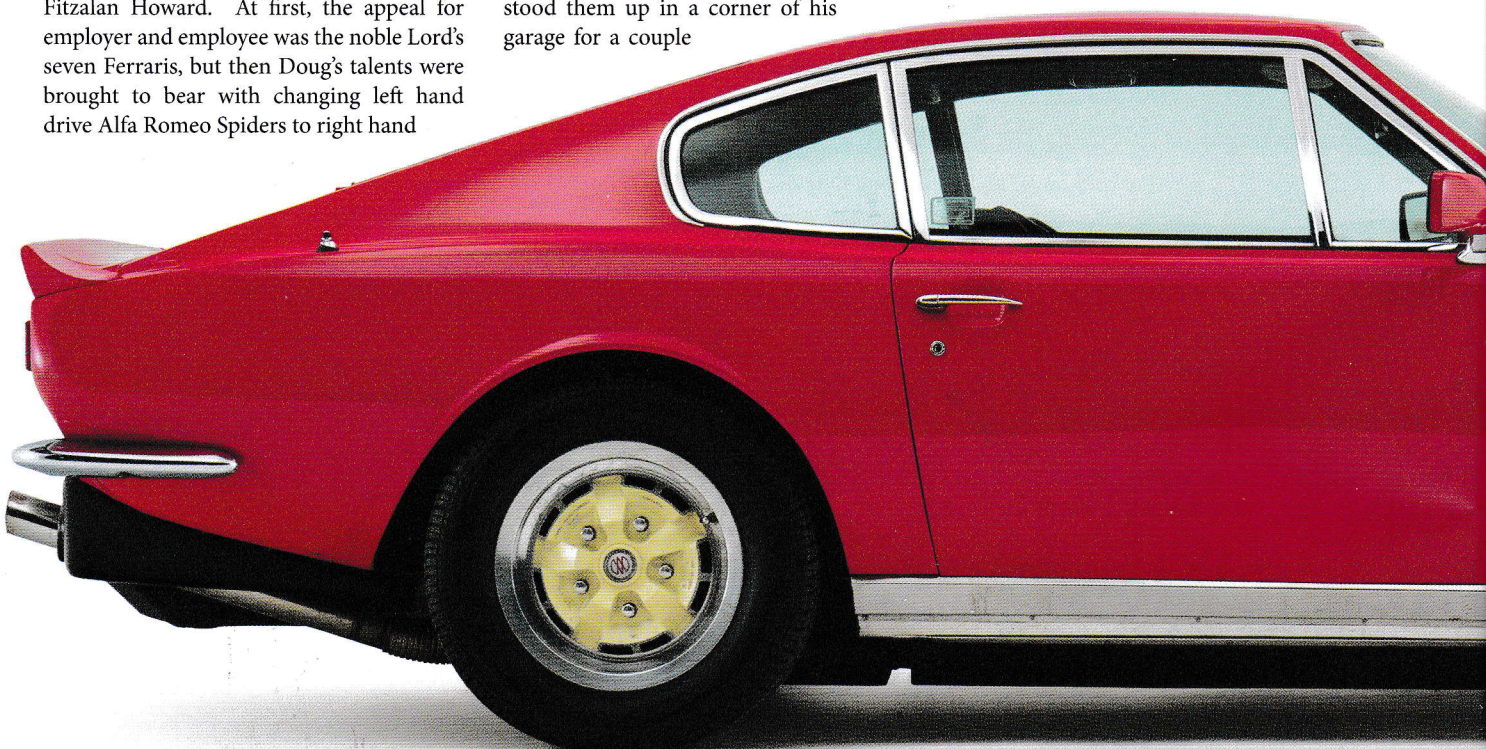 Fitzalan Howard. At first, the appeal for
employer and employee was the noble Lord's
seven Ferraris, but then Doug's talents were
brought to bear with changing left hand
drive Alfa Romeo Spiders to right hand
stood them up in a corner of his
garage for a couple